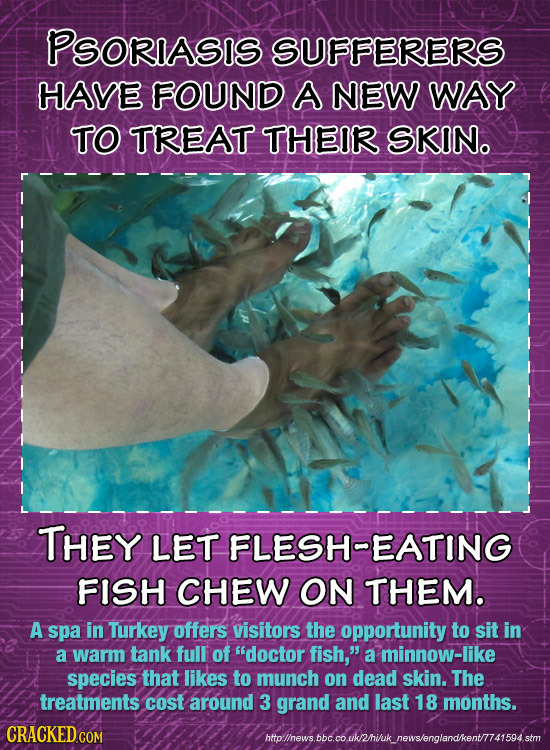 PSORIASIS SUFFERERS
HAVE FOUND A NEW WAY
TO TREAT THEIR SKIN.
THEY LET FLESH-EATING
FISH CHEW ON THEM.
A spa in Turkey offers visitors the opportunity to sit in
a warm tank full of "doctor fish," a minnow-like
species that likes to munch on dead skin. The
treatments cost around 3 grand and last 18 months.
CRACKED.COM
http://news.bbc.co.uk/2/hi/uk_news/england/kent/7741594.stm